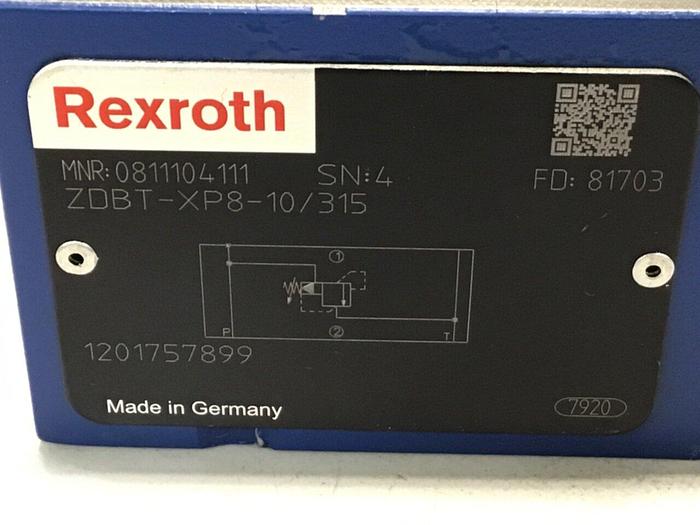 Rexroth
MNR: 0811104111 SN: 4 FD: 81703
ZDBT-XP8-10/315
1
P 2 T
1201757899
Made in Germany
7920